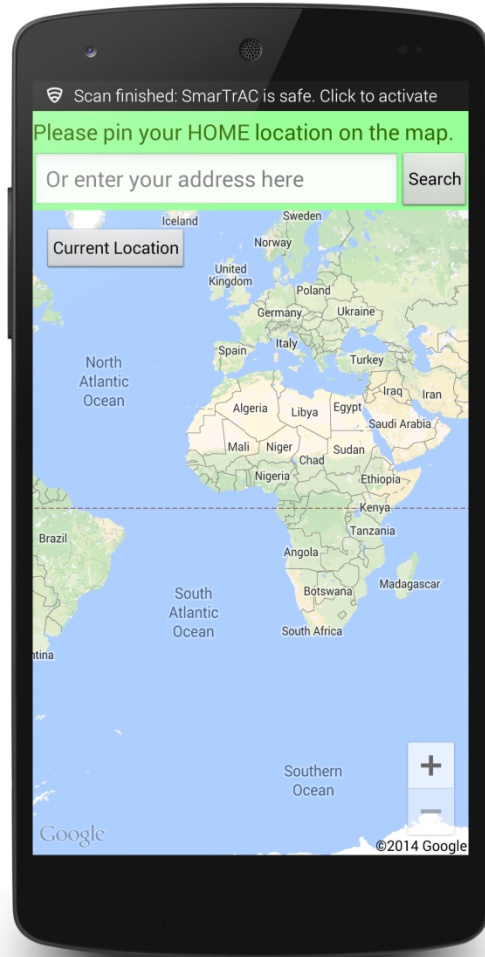 Scan finished: SmarTrAC is safe. Click to activate
Please pin your HOME location on the map.
Or enter your address here
Search
Current Location
Iceland
Sweden
Norway
United
Kingdom
Poland
Germany
Ukraine
Italy
Spain
Turkey
North
Atlantic
Ocean
Iraq
Iran
Algeria
Libya
Egypt
Saudi Arabia
Mali
Niger
Chad
Sudan
Nigeria
Ethiopia
Kenya
Brazil
Tanzania
Angola
Botswana
Madagascar
South
Atlantic
Ocean
South Africa
ntina
Southern
Ocean
+
−
Google
©2014 Google